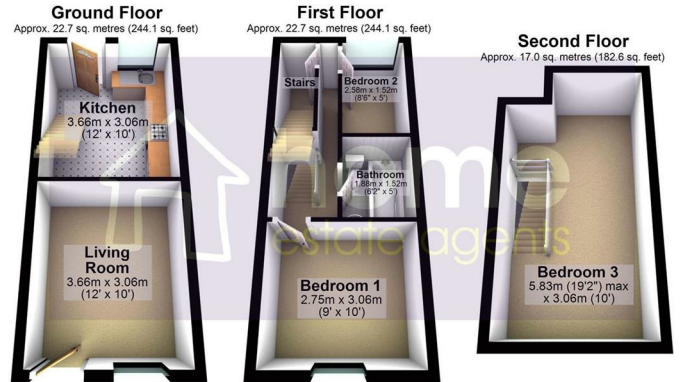 Ground Floor
Approx. 22.7 sq. metres (244.1 sq. feet)
Kitchen
3.66m x 3.06m
(12' x 10')
Living
Room
3.66m x 3.06m
(12' x 10')
First Floor
Approx. 22.7 sq. metres (244.1 sq. feet)
Stairs
Bedroom 2
2.58m x 1.52m
(8'6" x 5')
Bathroom
1.88m x 1.52m
(6'2" x 5')
Bedroom 1
2.75m x 3.06m
(9' x 10')
Second Floor
Approx. 17.0 sq. metres (182.6 sq. feet)
Bedroom 3
5.83m (19'2") max
x 3.06m (10')
home
estate agents